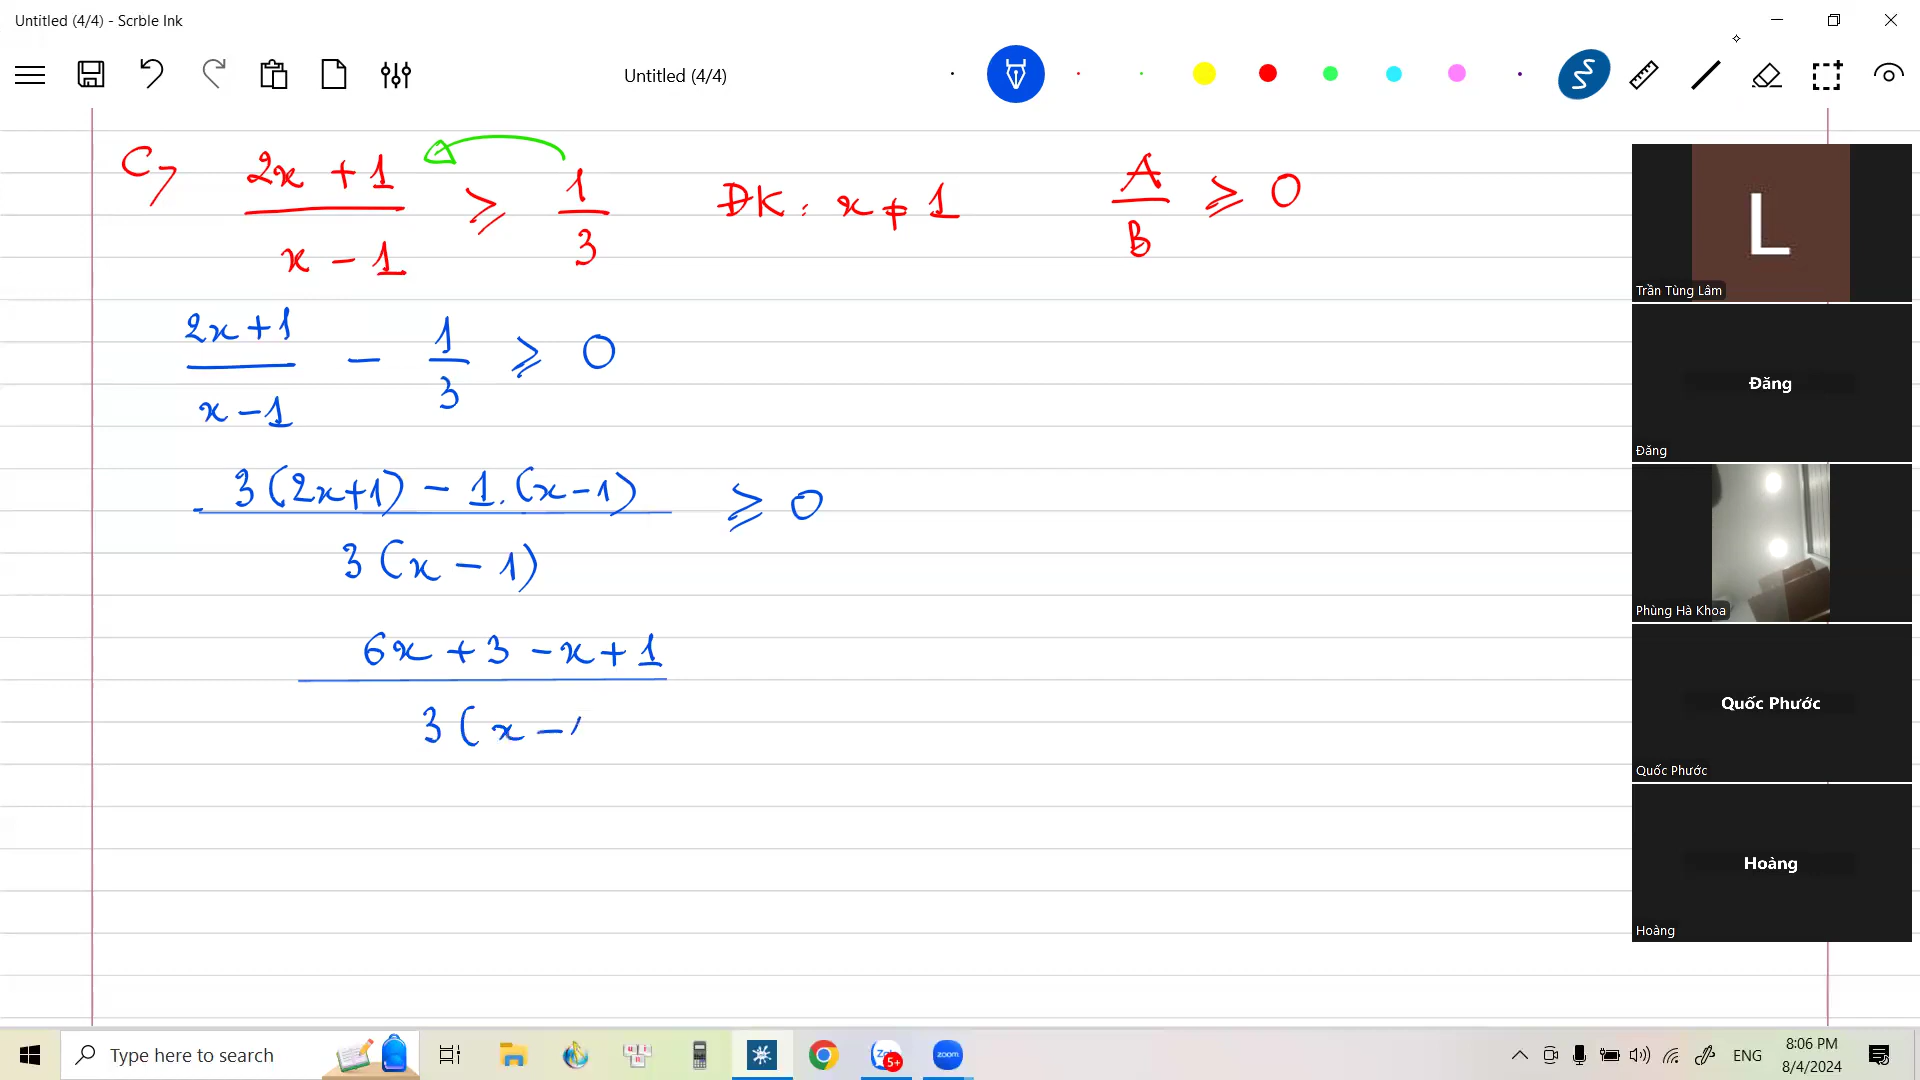 Untitled (4/4) - Scrble Ink
Untitled (4/4)
C, (2x+1)/(x-1) ⩾ 1/3 ĐK: x ≠ 1 A/B ⩾ 0
(2x+1)/(x-1) - 1/3 ⩾ 0
(3(2x+1) - 1.(x-1))/(3(x-1)) ⩾ 0
6x+3-x+1
3(x-
L
Trần Tùng Lâm
Đăng
Đăng
Phùng Hà Khoa
Quốc Phước
Quốc Phước
Hoàng
Hoàng
Type here to search
5+
zoom
ENG
8:06 PM
8/4/2024